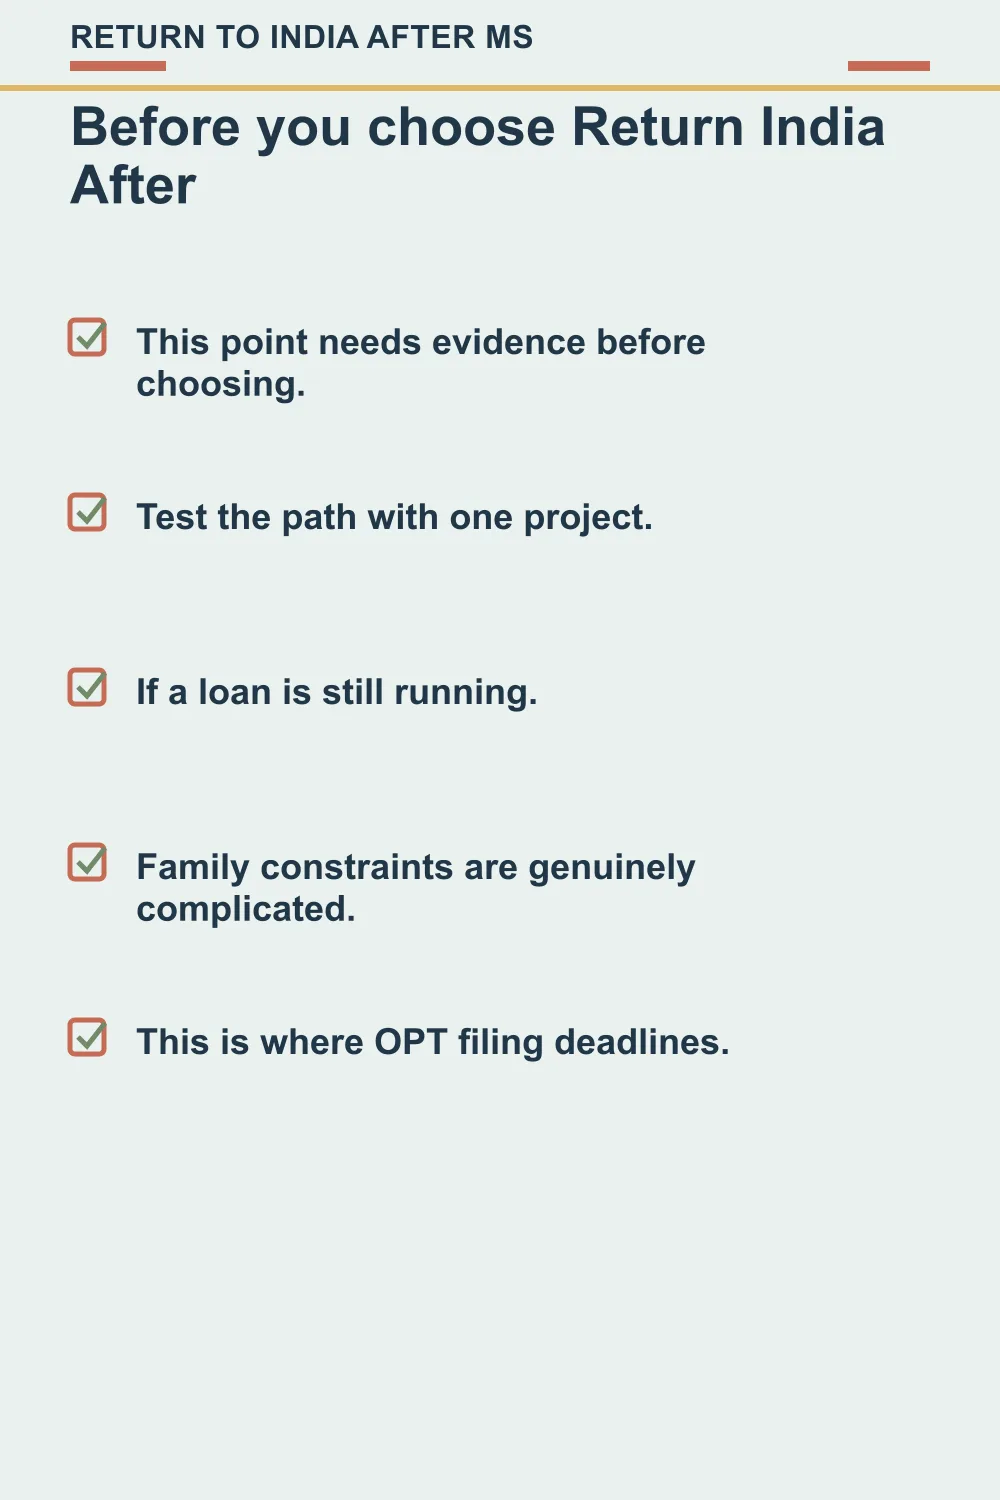 RETURN TO INDIA AFTER MS
Before you choose Return India
After
This point needs evidence before
choosing.
Test the path with one project.
If a loan is still running.
Family constraints are genuinely
complicated.
This is where OPT filing deadlines.